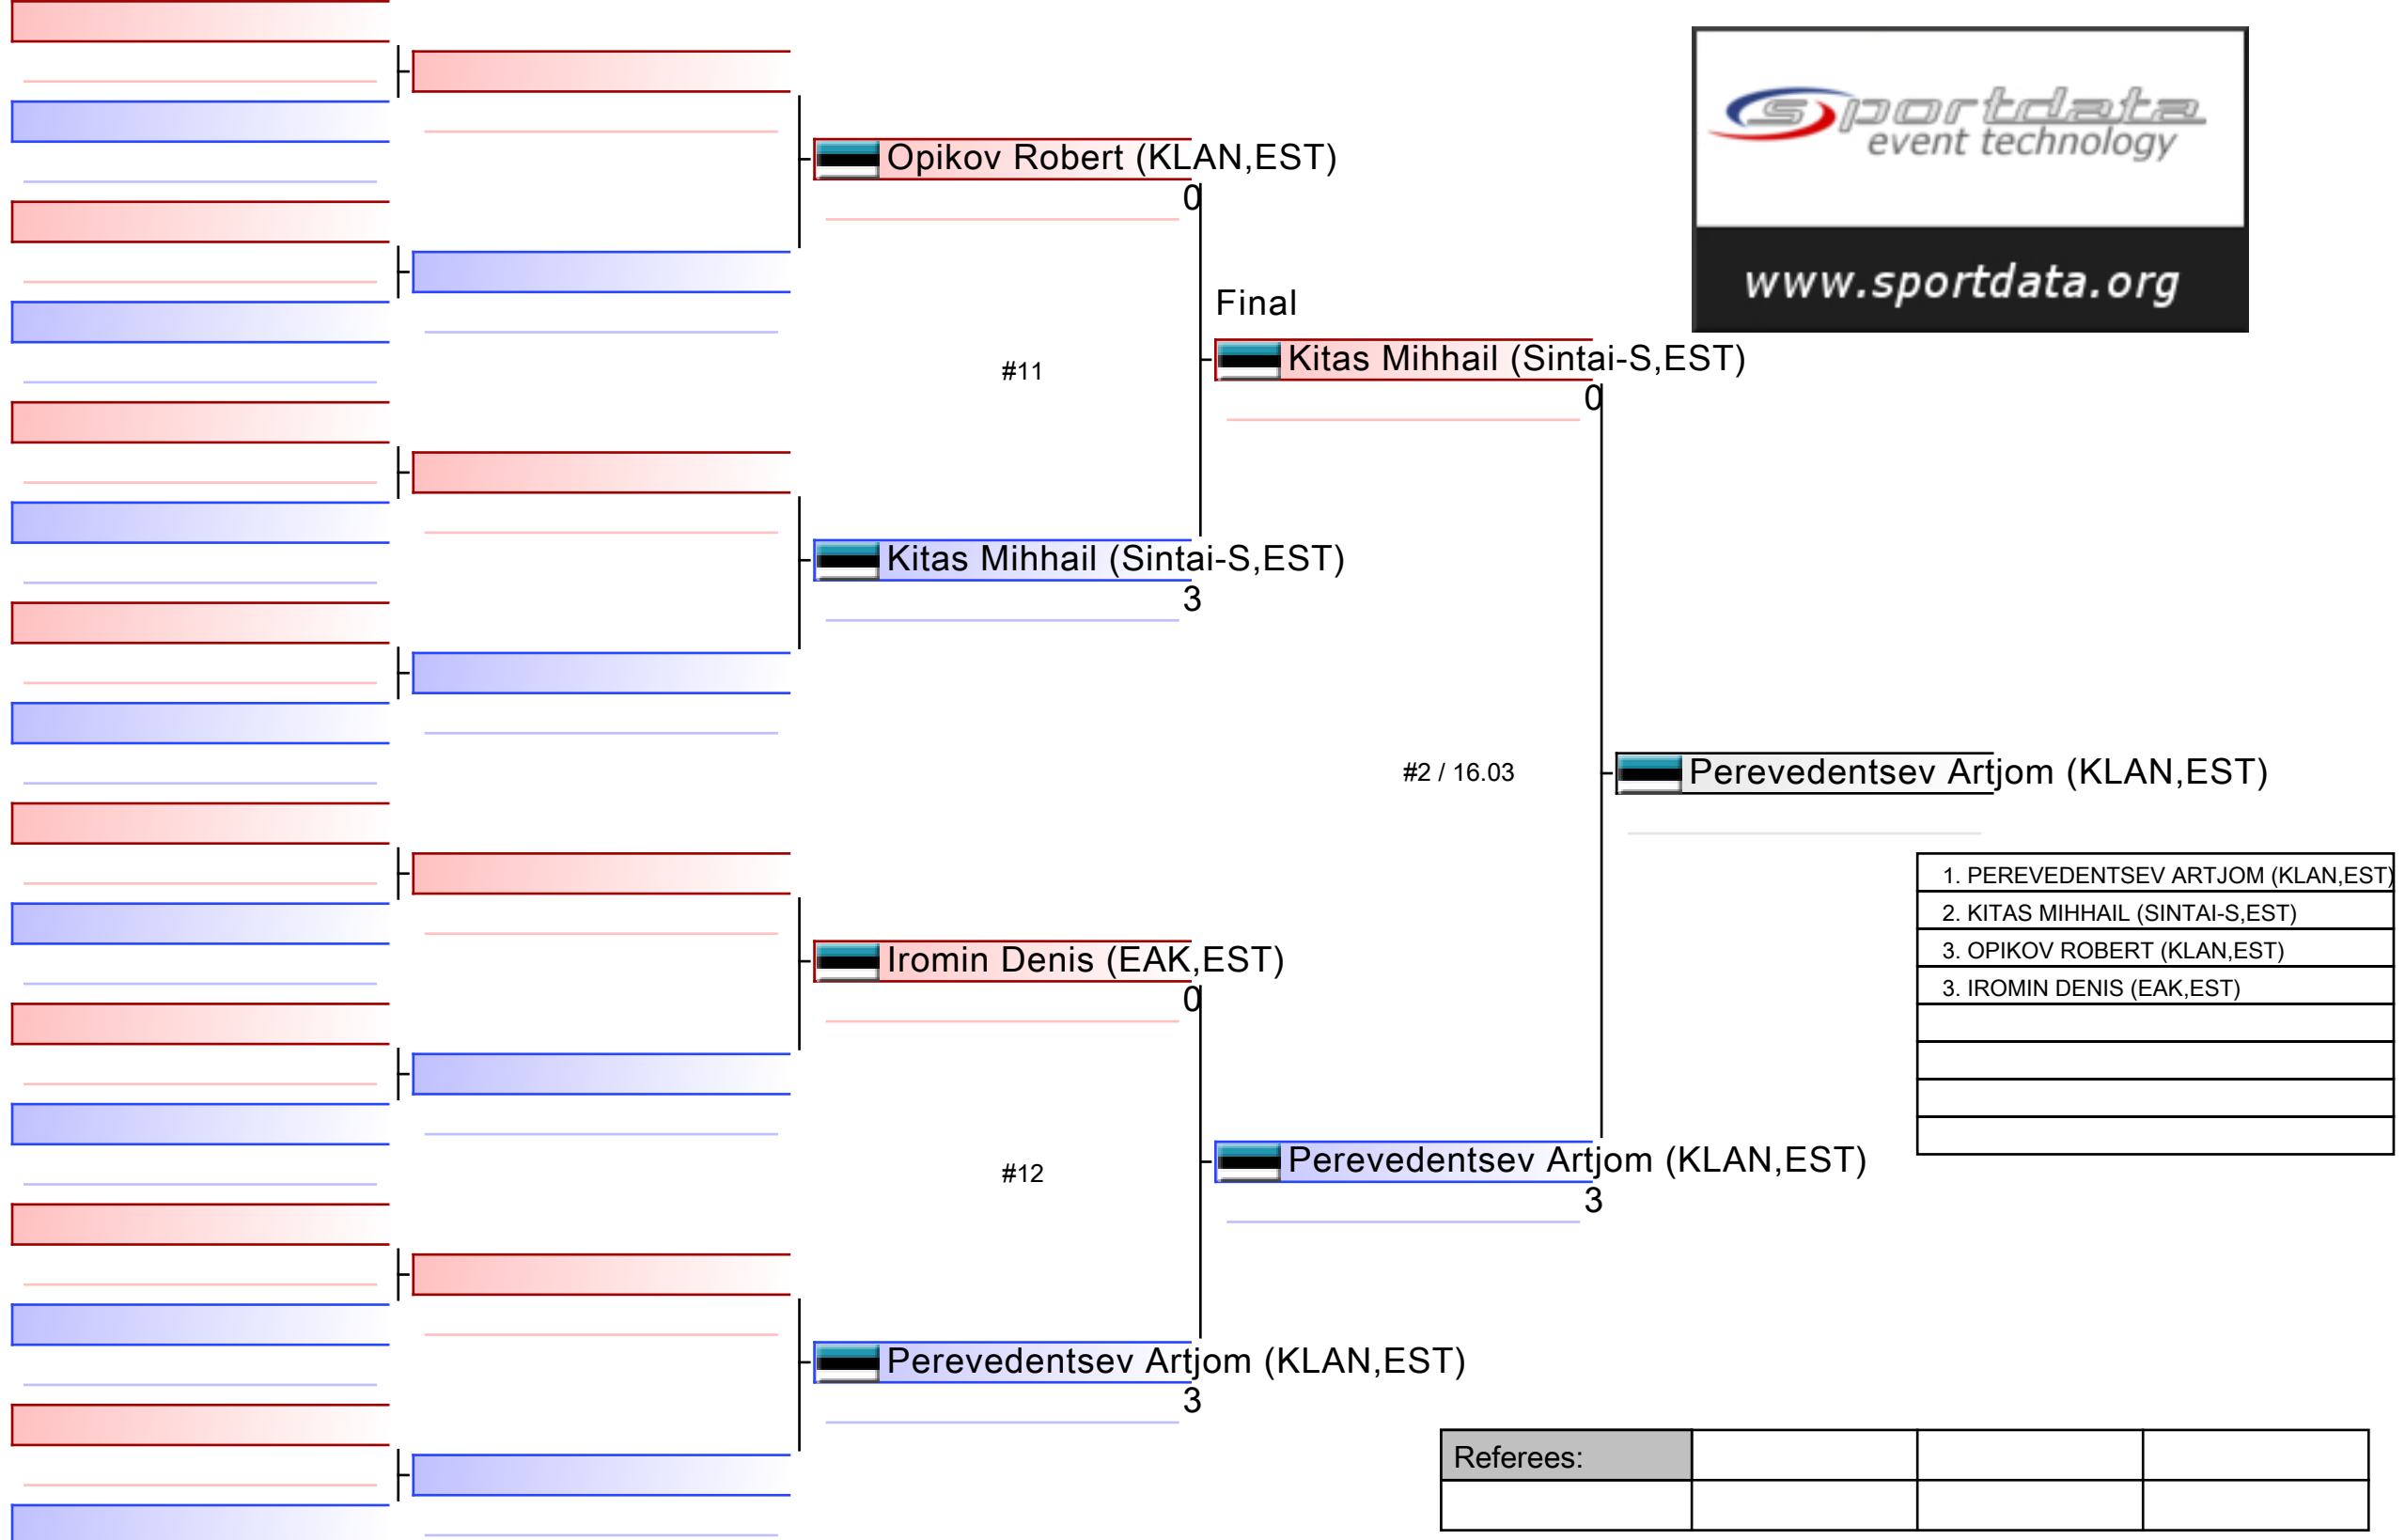 sportdata
event technology
www.sportdata.org
Opikov Robert (KLAN,EST)
0
Final
#11
Kitas Mihhail (Sintai-S,EST)
0
Kitas Mihhail (Sintai-S,EST)
3
#2 / 16.03
Perevedentsev Artjom (KLAN,EST)
1. PEREVEDENTSEV ARTJOM (KLAN,EST)
2. KITAS MIHHAIL (SINTAI-S,EST)
3. OPIKOV ROBERT (KLAN,EST)
3. IROMIN DENIS (EAK,EST)
Iromin Denis (EAK,EST)
0
#12
Perevedentsev Artjom (KLAN,EST)
3
Perevedentsev Artjom (KLAN,EST)
3
Referees: